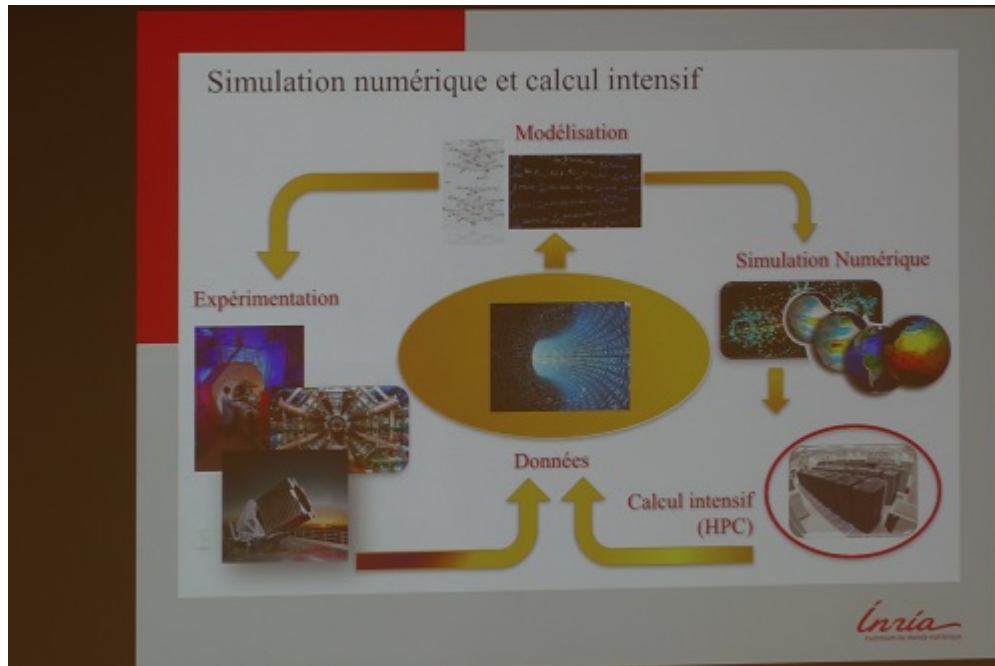 Simulation numérique et calcul intensif
Modélisation
Simulation Numérique
Expérimentation
Données
Calcul intensif
(HPC)
Inria